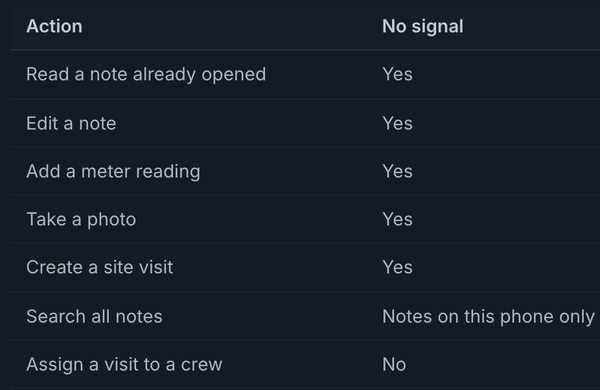 Action No signal
Read a note already opened Yes
Edit a note Yes
Add a meter reading Yes
Take a photo Yes
Create a site visit Yes
Search all notes Notes on this phone only
Assign a visit to a crew No